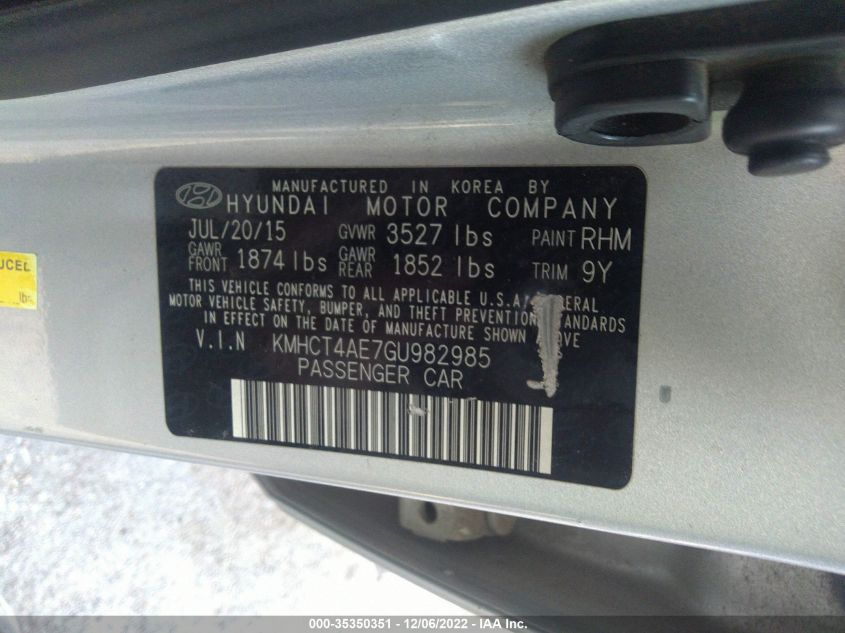 MANUFACTURED IN KOREA BY
HYUNDAI MOTOR COMPANY
JUL/20/15 GVWR 3527 lbs PAINT RHM
GAWR FRONT 1874 lbs GAWR REAR 1852 lbs TRIM 9Y
THIS VEHICLE CONFORMS TO ALL APPLICABLE U.S.A
MOTOR VEHICLE SAFETY, BUMPER, AND THEFT PREVENTION STANDARDS
IN EFFECT ON THE DATE OF MANUFACTURE SHOWN
V.I.N KMHCT4AE7GU982985
PASSENGER CAR
lbs
000-35350351 - 12/06/2022 - IAA Inc.